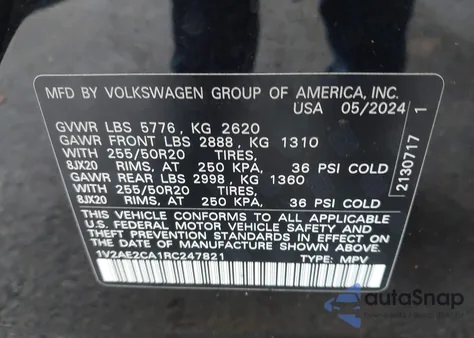 MFD BY VOLKSWAGEN GROUP OF AMERICA, INC.
USA 05/2024
GVWR LBS 5776, KG 2620
GAWR FRONT LBS 2888, KG 1310
WITH 255/50R20 TIRES,
8JX20 RIMS, AT 250 KPA, 36 PSI COLD
GAWR REAR LBS 2998, KG 1360
WITH 255/50R20 TIRES,
8JX20 RIMS, AT 250 KPA, 36 PSI COLD
THIS VEHICLE CONFORMS TO ALL APPLICABLE
U.S. FEDERAL MOTOR VEHICLE SAFETY AND
THEFT PREVENTION STANDARDS IN EFFECT ON THE
DATE OF MANUFACTURE SHOWN ABOVE.
1V2AE2CA1RC247821 TYPE: MPV
2130717 1
autoSnap